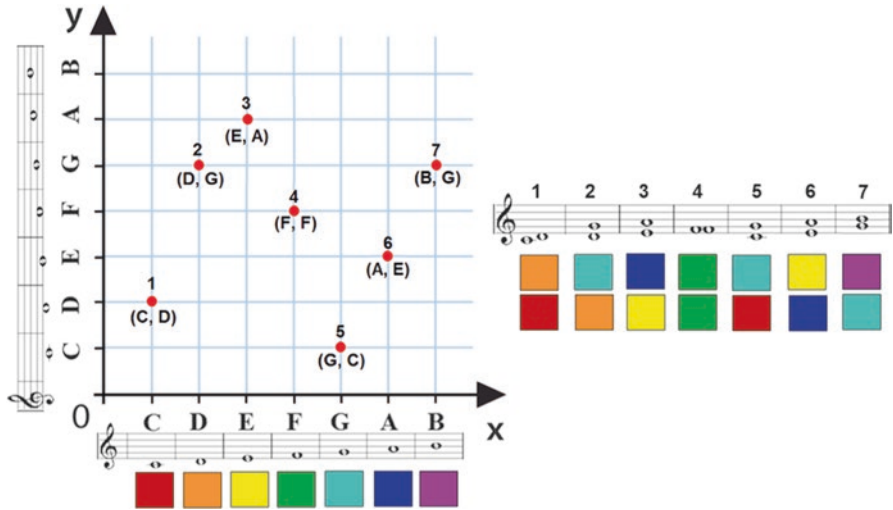 y
B
A
G
F
E
D
C
3
(E, A)
2
(D, G)
7
(B, G)
4
(F, F)
6
(A, E)
1
(C, D)
5
(G, C)
0
C D E F G A B
x
1 2 3 4 5 6 7